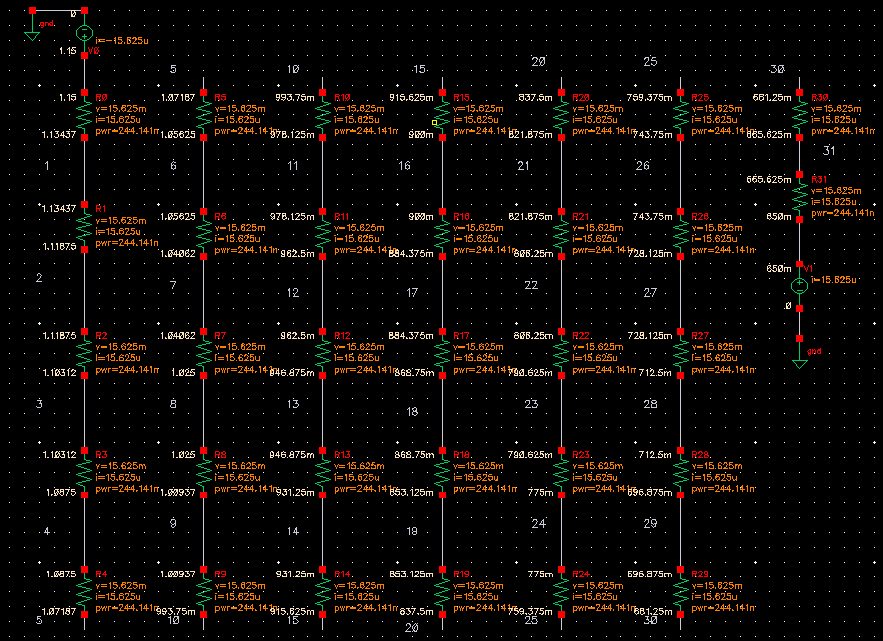 0
gnd
i=-15.625u
1.15 V0
5 10 15 20 25 30
1.15 R0 1.07187 R5 993.75m R10 915.625m R15 837.5m R20 759.375m R25 681.25m R30
v=15.625m v=15.625m v=15.625m v=15.625m v=15.625m v=15.625m v=15.625m
i=15.625u i=15.625u i=15.625u i=15.625u i=15.625u i=15.625u i=15.625u
pwr=244.141n pwr=244.141n pwr=244.141n pwr=244.141n pwr=244.141n pwr=244.141n pwr=244.141n
1.13437 1.05625 978.125m 900m 821.875m 743.75m 665.625m
31
1 6 11 16 21 26
665.625m R31
v=15.625m
i=15.625u
pwr=244.141n
650m
1.13437 R1 1.05625 R6 978.125m R11 900m R16 821.875m R21 743.75m R26
v=15.625m v=15.625m v=15.625m v=15.625m v=15.625m v=15.625m
i=15.625u i=15.625u i=15.625u i=15.625u i=15.625u i=15.625u
pwr=244.141n pwr=244.141n pwr=244.141n pwr=244.141n pwr=244.141n pwr=244.141n
1.11875 1.04062 962.5m 884.375m 806.25m 728.125m
650m V1
i=15.625u
0
gnd
2 7 12 17 22 27
1.11875 R2 1.04062 R7 962.5m R12 884.375m R17 806.25m R22 728.125m R27
v=15.625m v=15.625m v=15.625m v=15.625m v=15.625m v=15.625m
i=15.625u i=15.625u i=15.625u i=15.625u i=15.625u i=15.625u
pwr=244.141n pwr=244.141n pwr=244.141n pwr=244.141n pwr=244.141n pwr=244.141n
1.10312 1.025 946.875m 868.75m 790.625m 712.5m
3 8 13 18 23 28
1.10312 R3 1.025 R8 946.875m R13 868.75m R18 790.625m R23 712.5m R28
v=15.625m v=15.625m v=15.625m v=15.625m v=15.625m v=15.625m
i=15.625u i=15.625u i=15.625u i=15.625u i=15.625u i=15.625u
pwr=244.141n pwr=244.141n pwr=244.141n pwr=244.141n pwr=244.141n pwr=244.141n
1.0875 1.00937 931.25m 853.125m 775m 696.875m
4 9 14 19 24 29
1.0875 R4 1.00937 R9 931.25m R14 853.125m R19 775m R24 696.875m R29
v=15.625m v=15.625m v=15.625m v=15.625m v=15.625m v=15.625m
i=15.625u i=15.625u i=15.625u i=15.625u i=15.625u i=15.625u
pwr=244.141n pwr=244.141n pwr=244.141n pwr=244.141n pwr=244.141n pwr=244.141n
1.07187 993.75m 915.625m 837.5m 759.375m 681.25m
5 10 15 20 25 30